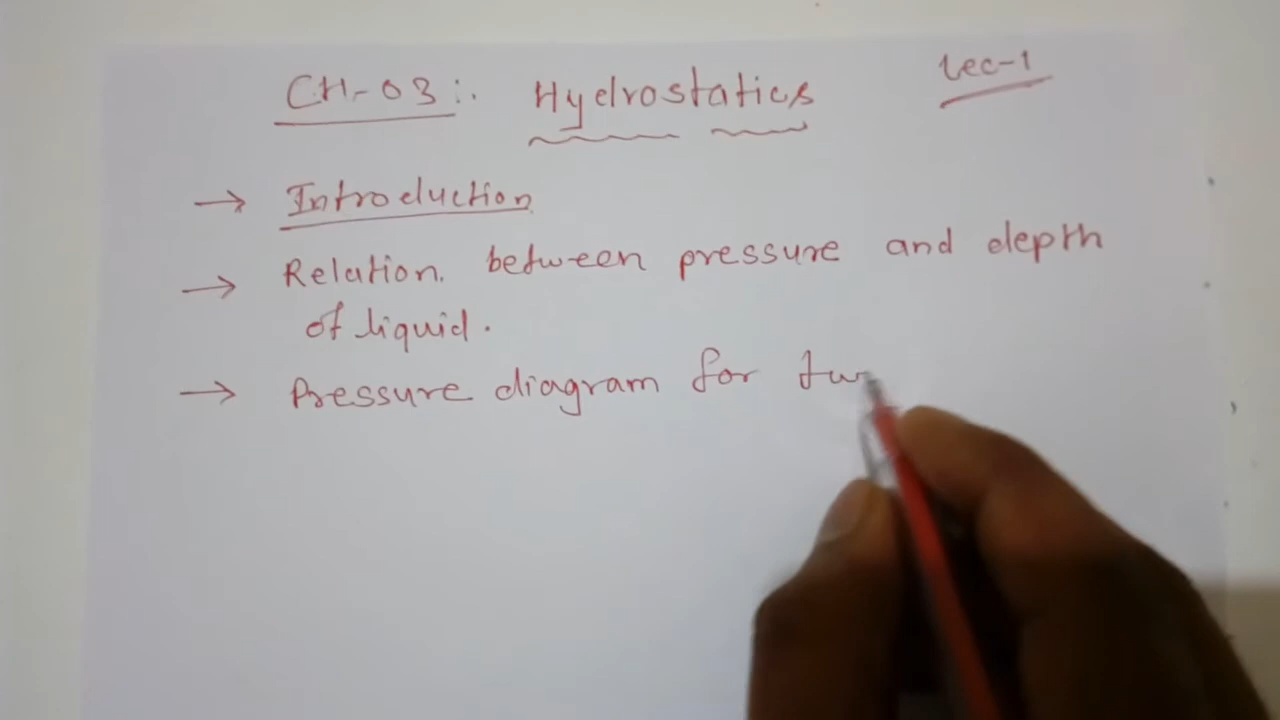 CH-03:. Hydrostatics Lec-1
→ Introduction
→ Relation. between pressure and depth
of liquid.
→ Pressure diagram for